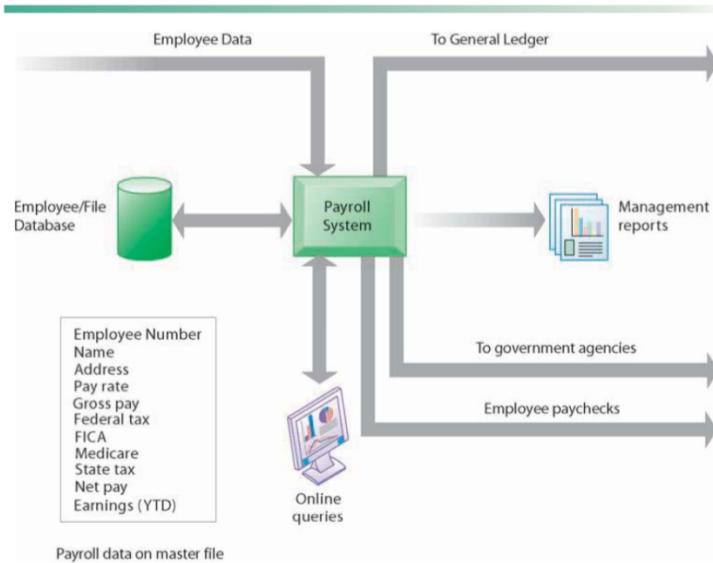 Employee Data
To General Ledger
Employee/File
Database
Payroll
System
Management
reports
Employee Number
Name
Address
Pay rate
Gross pay
Federal tax
FICA
Medicare
State tax
Net pay
Earnings (YTD)
To government agencies
Employee paychecks
Online
queries
Payroll data on master file